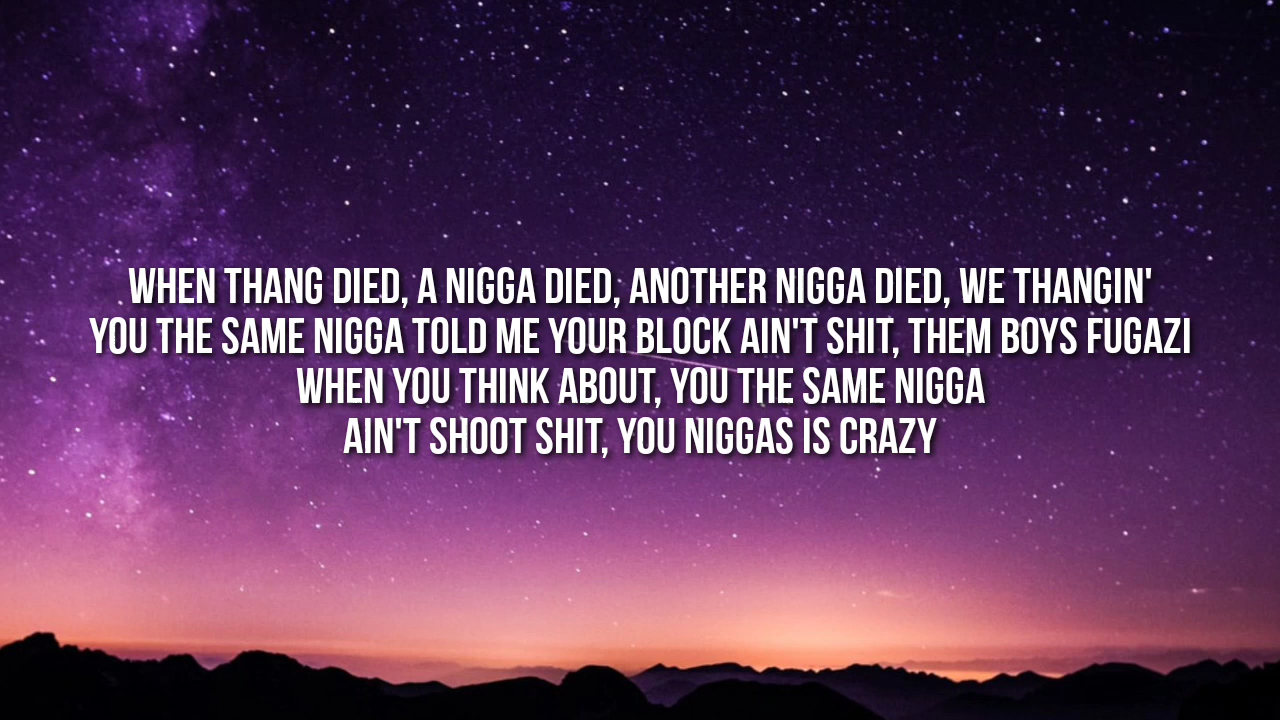 WHEN THANG DIED, A NIGGA DIED, ANOTHER NIGGA DIED, WE THANGIN'
YOU THE SAME NIGGA TOLD ME YOUR BLOCK AIN'T SHIT, THEM BOYS FUGAZI
WHEN YOU THINK ABOUT, YOU THE SAME NIGGA
AIN'T SHOOT SHIT, YOU NIGGAS IS CRAZY